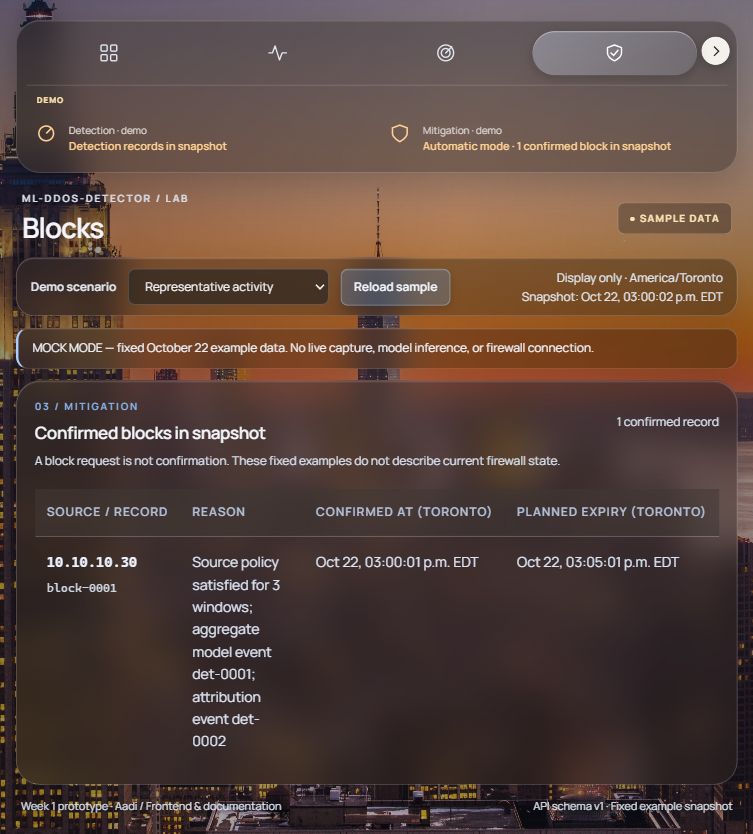 DEMO
Detection · demo
Detection records in snapshot
Mitigation · demo
Automatic mode · 1 confirmed block in snapshot
ML-DDOS-DETECTOR / LAB
Blocks
SAMPLE DATA
Demo scenario
Representative activity
Reload sample
Display only · America/Toronto
Snapshot: Oct 22, 03:00:02 p.m. EDT
MOCK MODE — fixed October 22 example data. No live capture, model inference, or firewall connection.
03 / MITIGATION
Confirmed blocks in snapshot
1 confirmed record
A block request is not confirmation. These fixed examples do not describe current firewall state.
SOURCE / RECORD REASON CONFIRMED AT (TORONTO) PLANNED EXPIRY (TORONTO)
10.10.10.30
block-0001
Source policy
satisfied for 3
windows;
aggregate
model event
det-0001;
attribution
event det-
0002
Oct 22, 03:00:01 p.m. EDT
Oct 22, 03:05:01 p.m. EDT
Week 1 prototype · Aadi / Frontend & documentation
API schema v1 · Fixed example snapshot